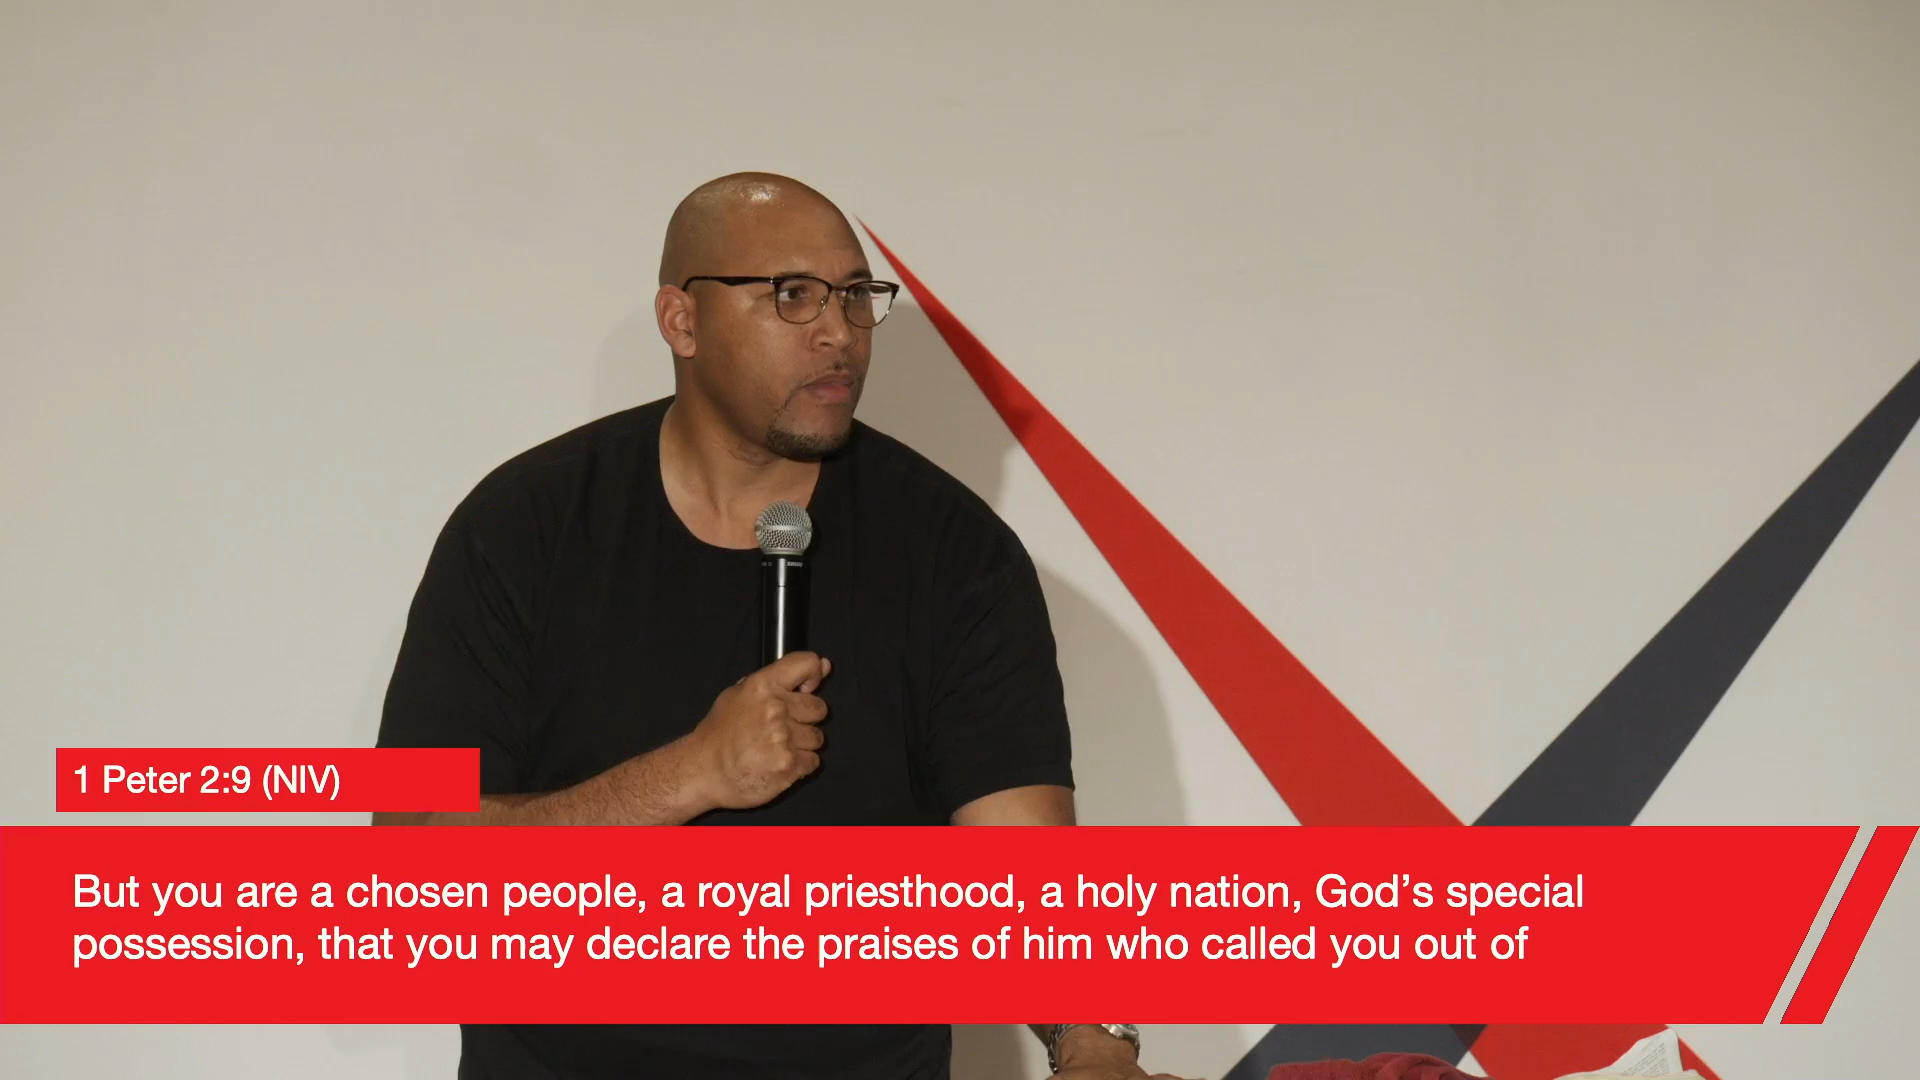 1 Peter 2:9 (NIV)
But you are a chosen people, a royal priesthood, a holy nation, God’s special
possession, that you may declare the praises of him who called you out of